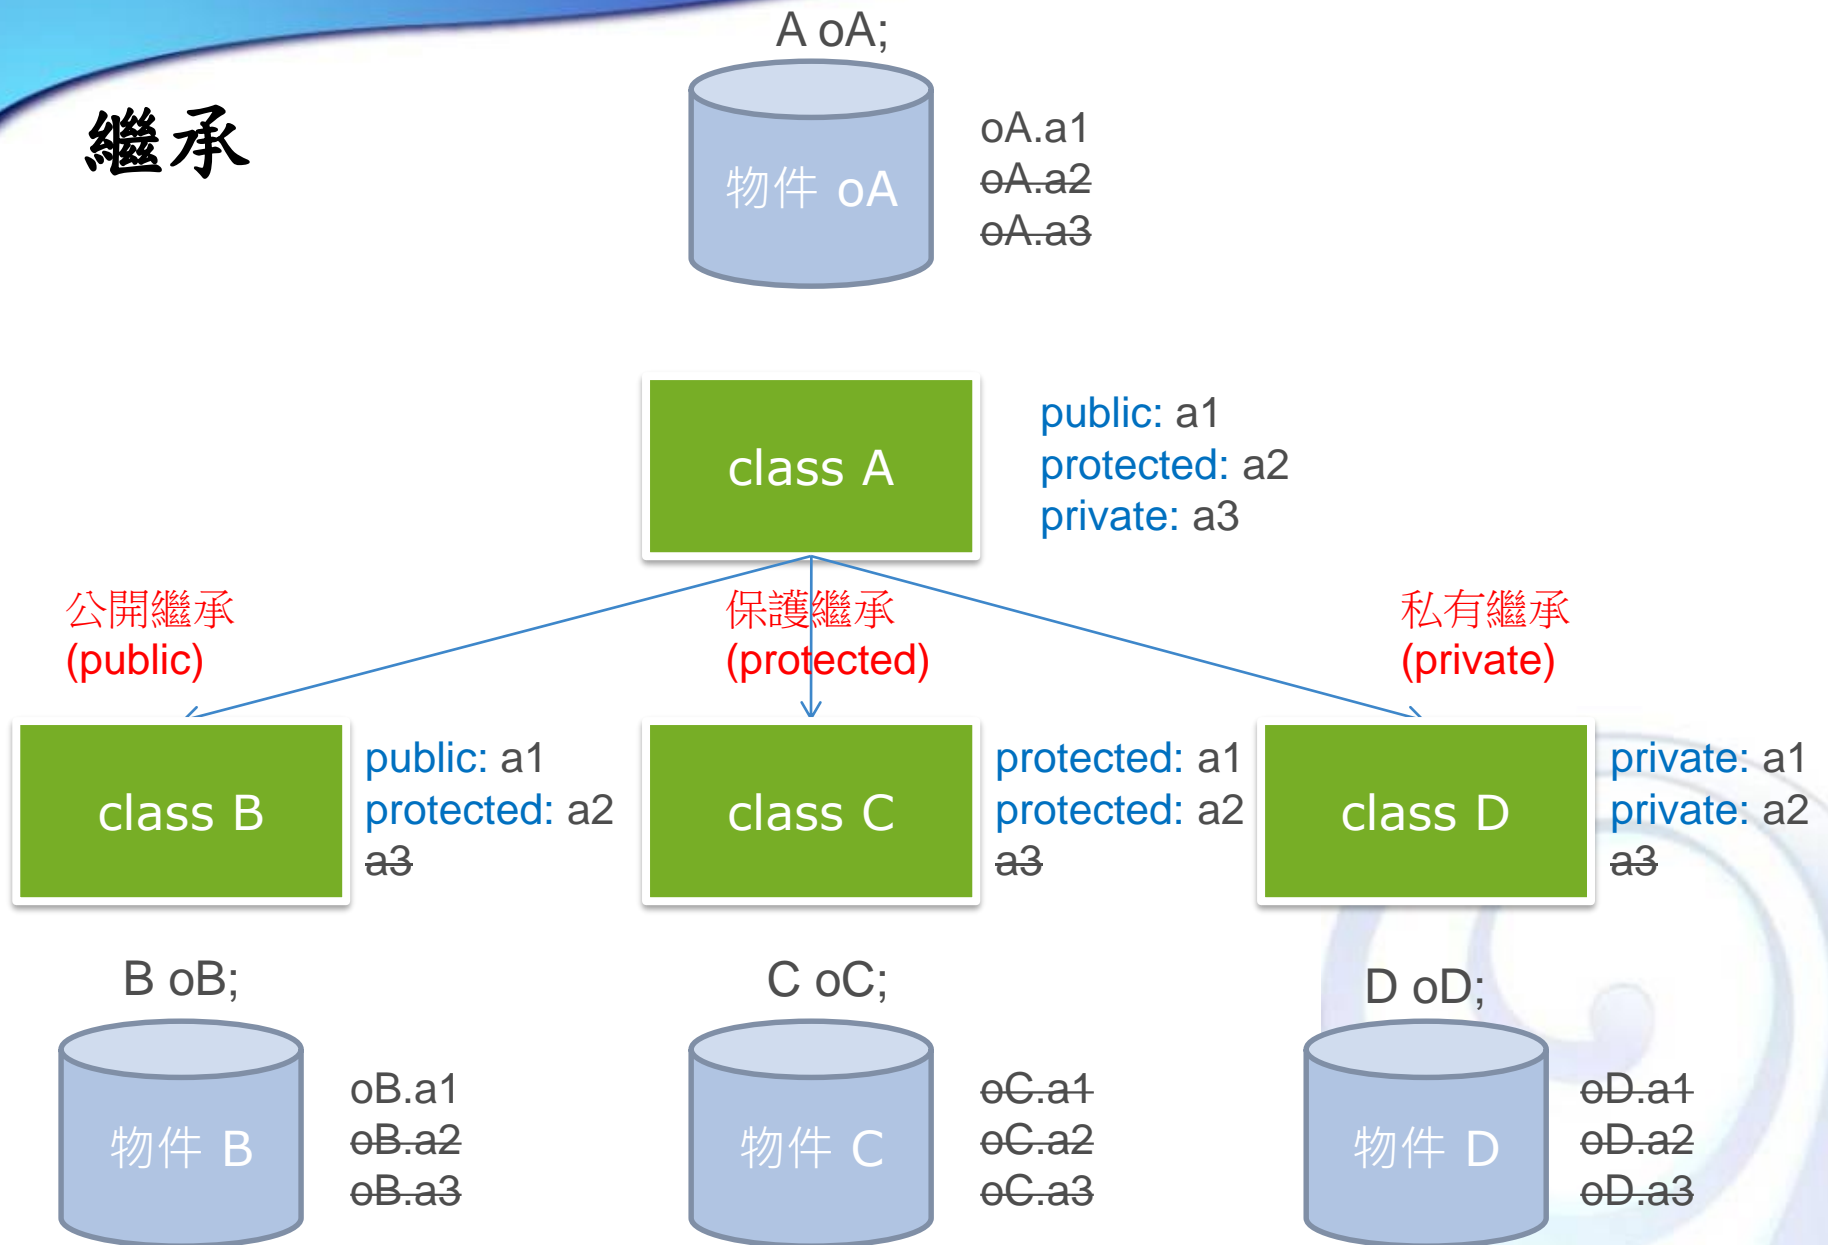 繼承
A oA;
物件 oA
oA.a1
oA.a2
oA.a3
class A
public: a1
protected: a2
private: a3
公開繼承
(public)
保護繼承
(protected)
私有繼承
(private)
class B
public: a1
protected: a2
a3
class C
protected: a1
protected: a2
a3
class D
private: a1
private: a2
a3
B oB;
物件 B
oB.a1
oB.a2
oB.a3
C oC;
物件 C
oC.a1
oC.a2
oC.a3
D oD;
物件 D
oD.a1
oD.a2
oD.a3